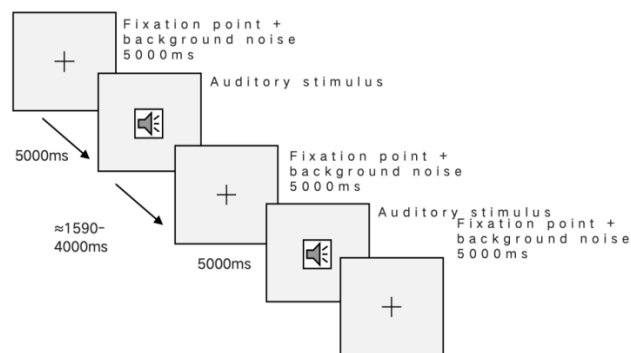 Fixation point +
background noise
5000ms
Auditory stimulus
5000ms
Fixation point +
background noise
5000ms
≈1590-
4000ms
Auditory stimulus
Fixation point +
background noise
5000ms
5000ms